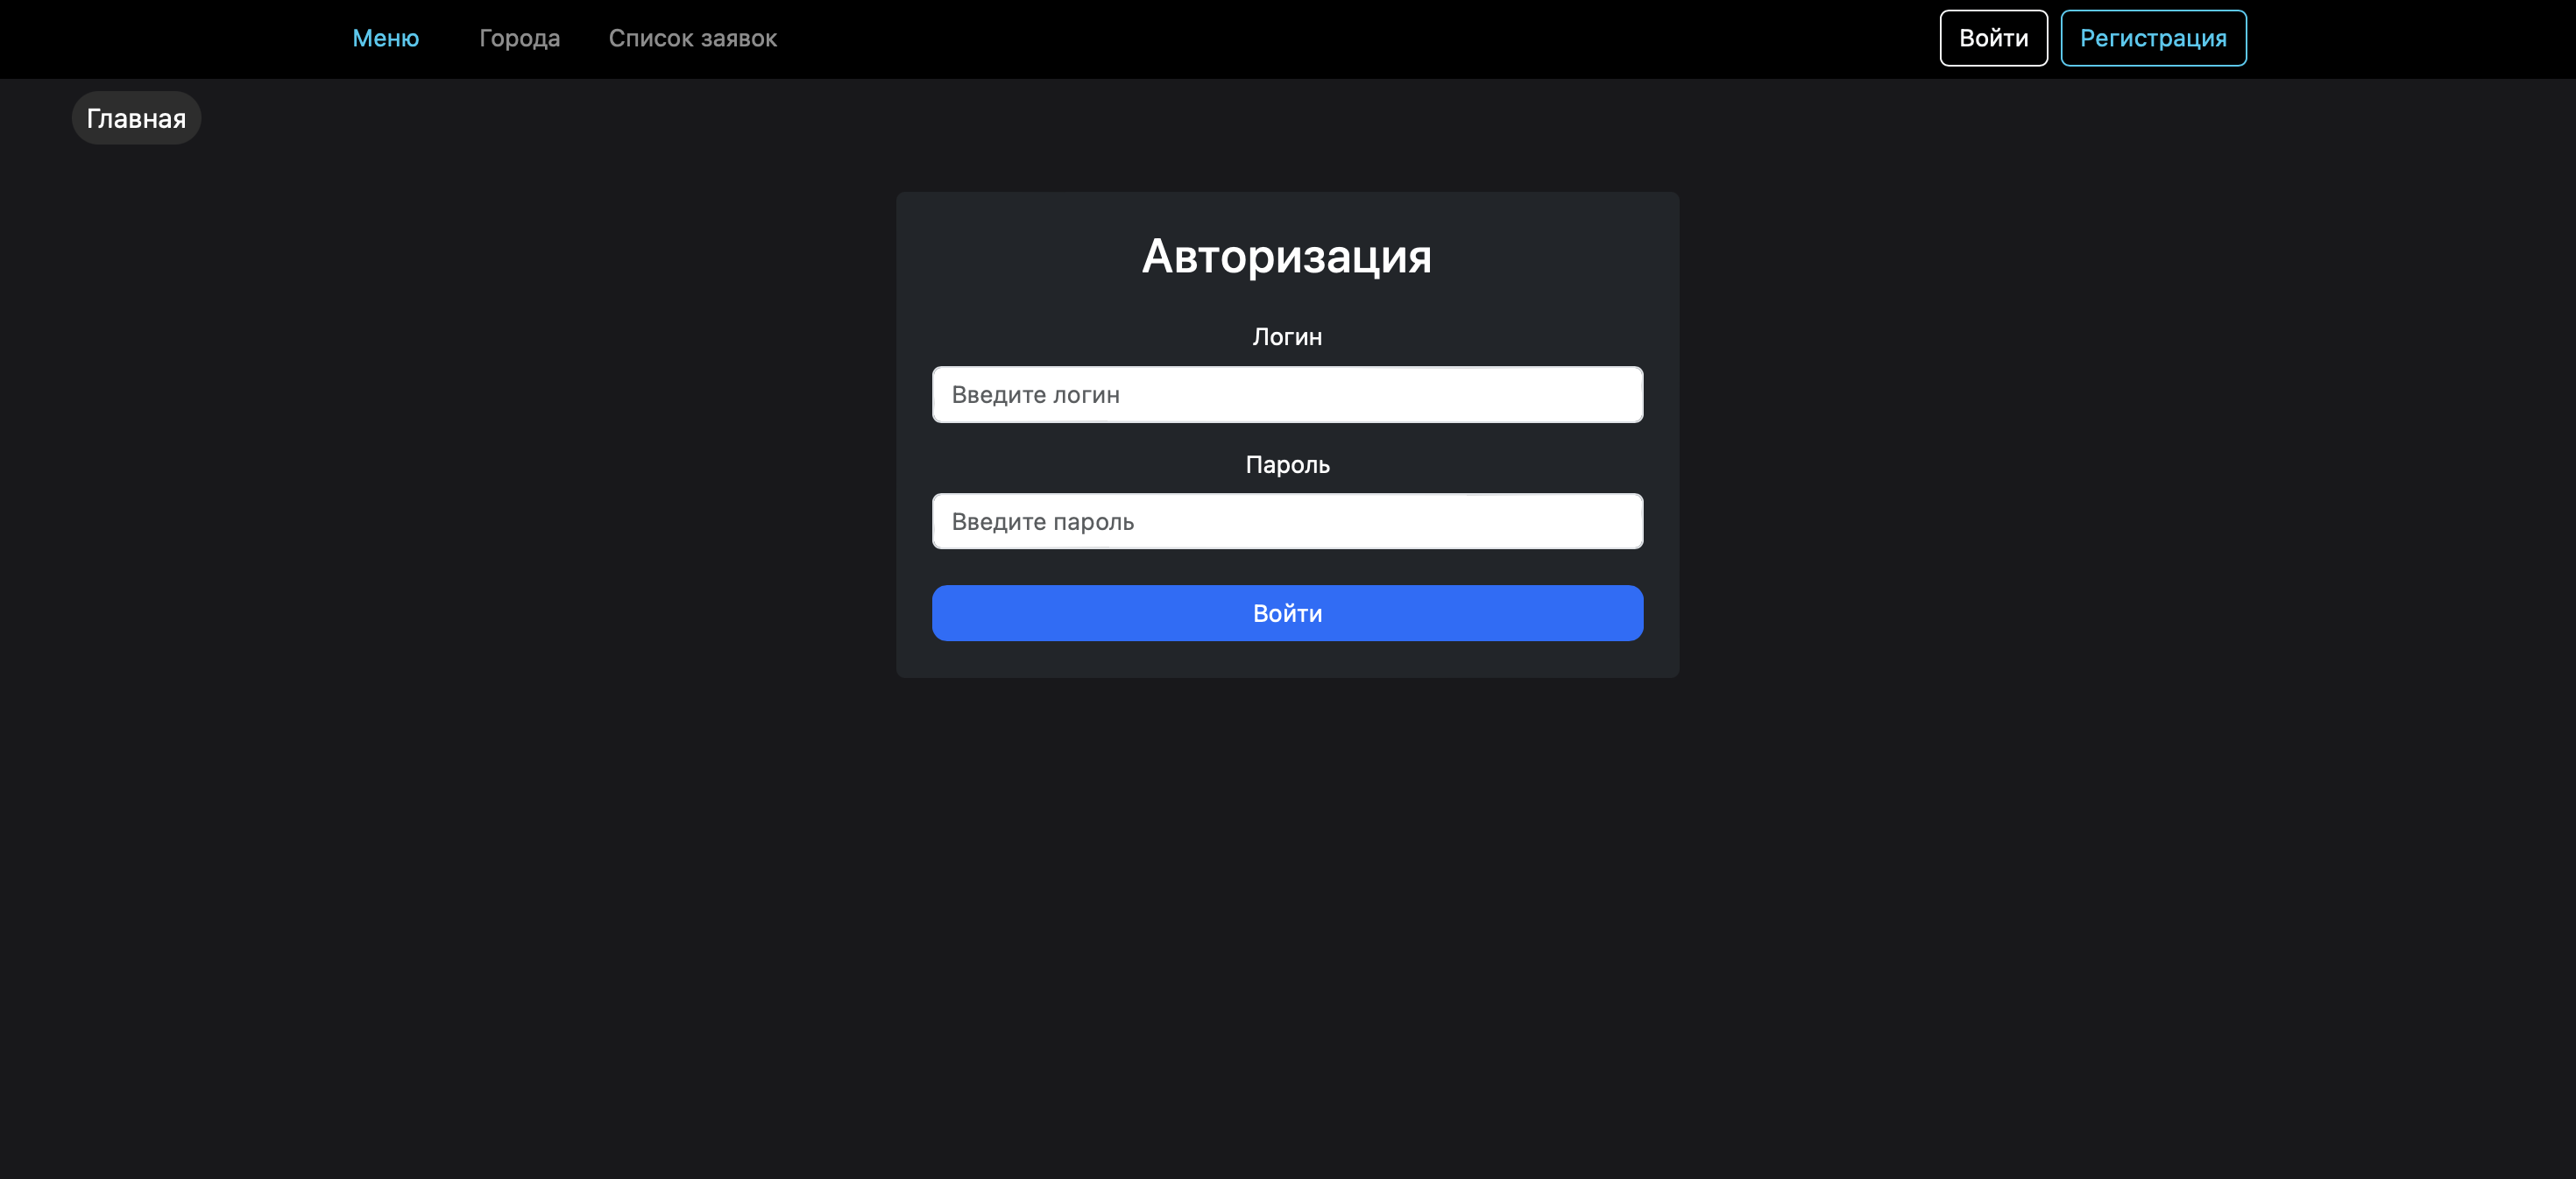 Меню Города Список заявок Войти Регистрация
Главная
Авторизация
Логин
Введите логин
Пароль
Введите пароль
Войти